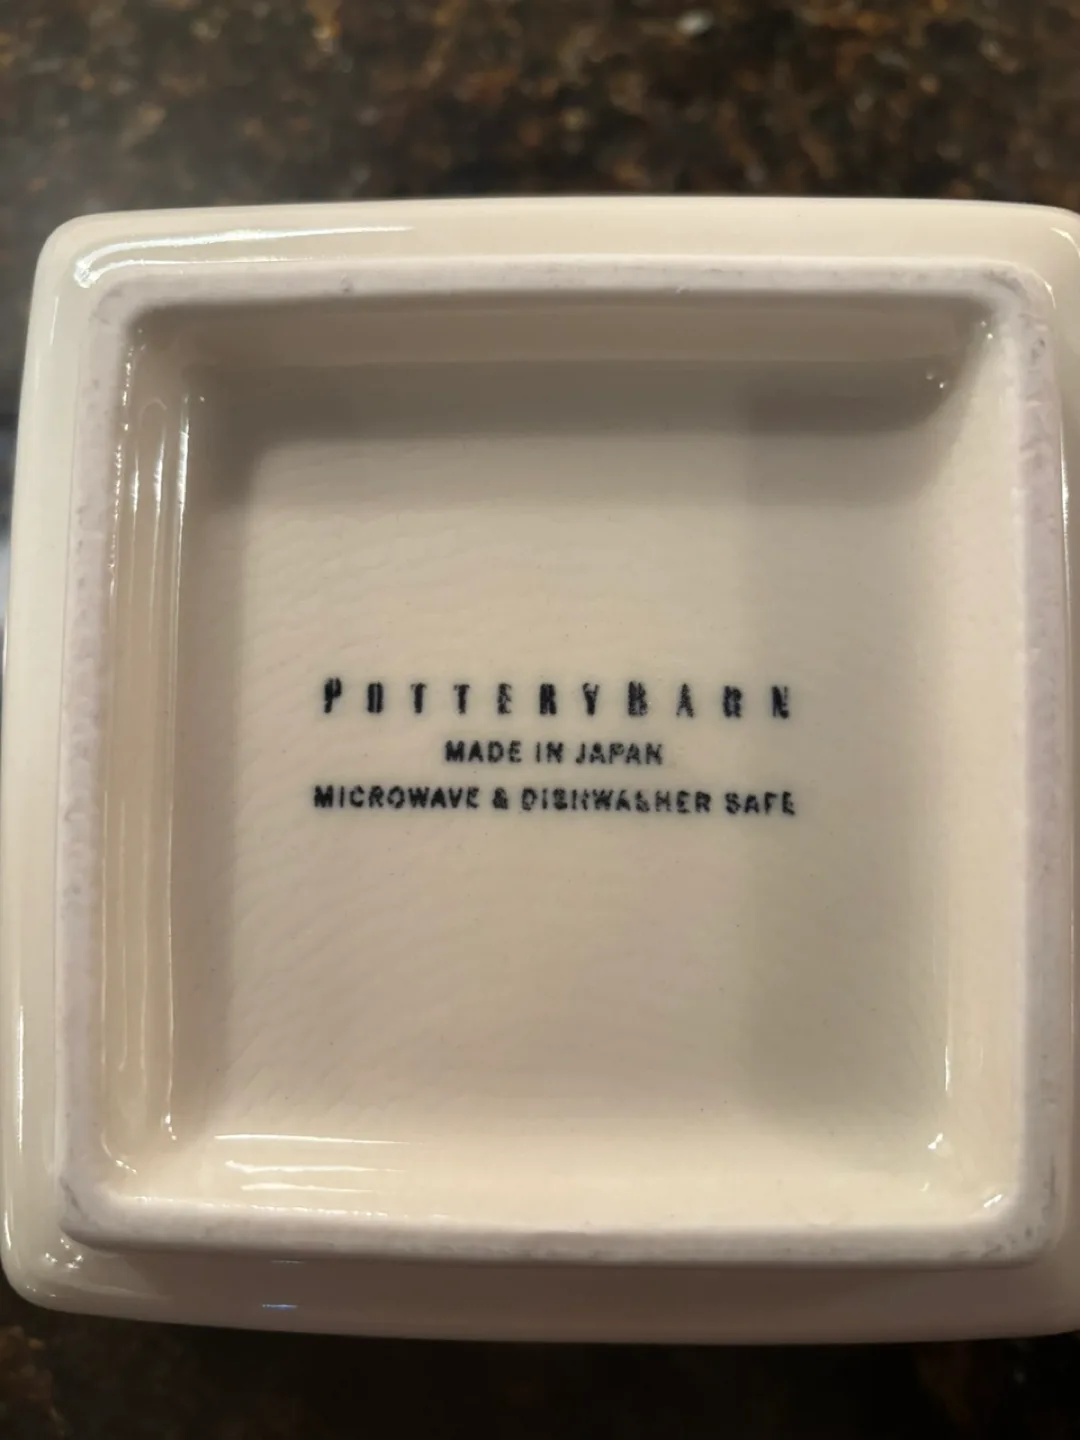 POTTERYBARN
MADE IN JAPAN
MICROWAVE & DISHWASHER SAFE